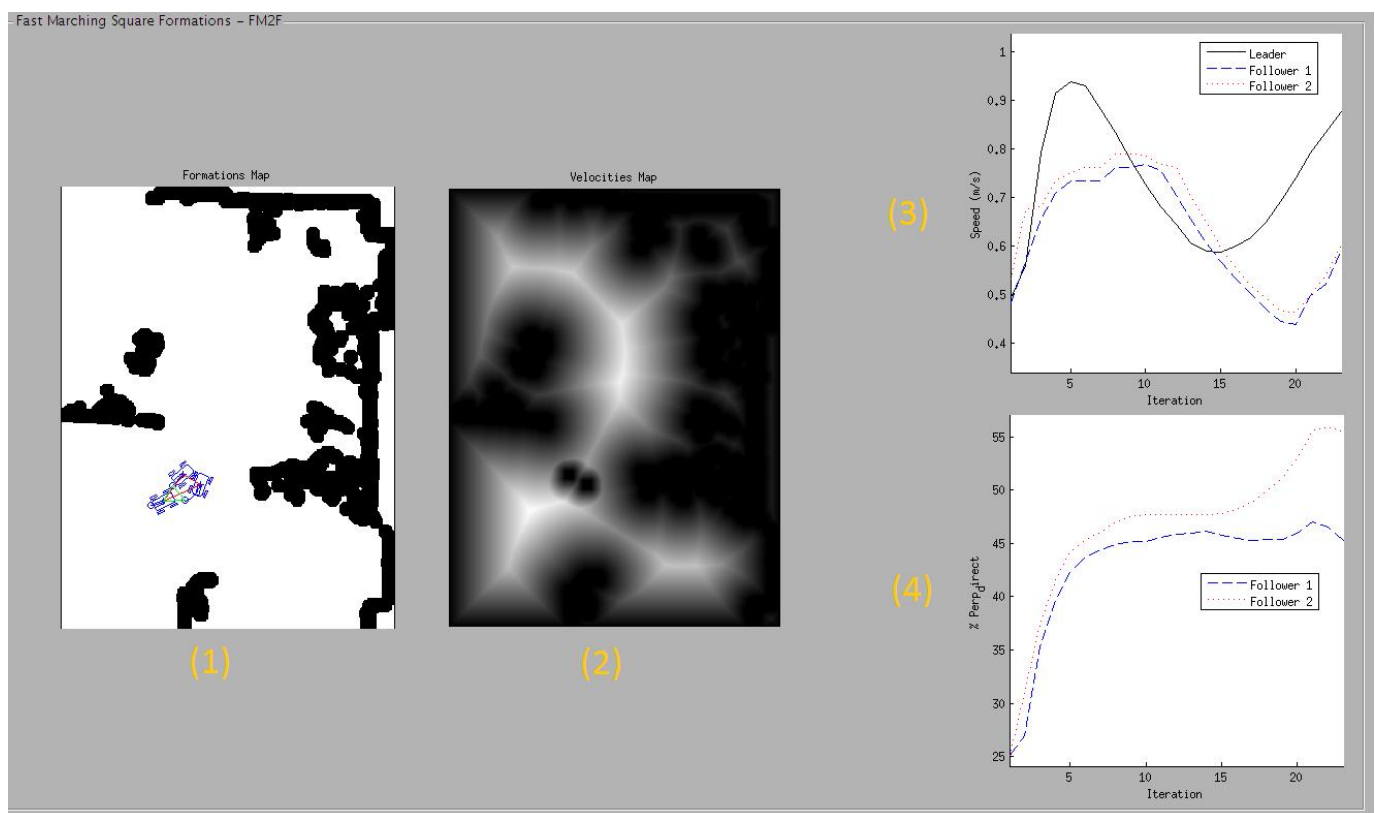 Fast Marching Square Formations - FM2F
Formations Map
(1)
Velocities Map
(2)
(3)
1
0.9
0.8
0.7
0.6
0.5
0.4
Speed (m/s)
Leader
Follower 1
Follower 2
5
10
15
20
Iteration
(4)
55
50
45
40
35
30
25
% Perp_direct
Follower 1
Follower 2
5
10
15
20
Iteration